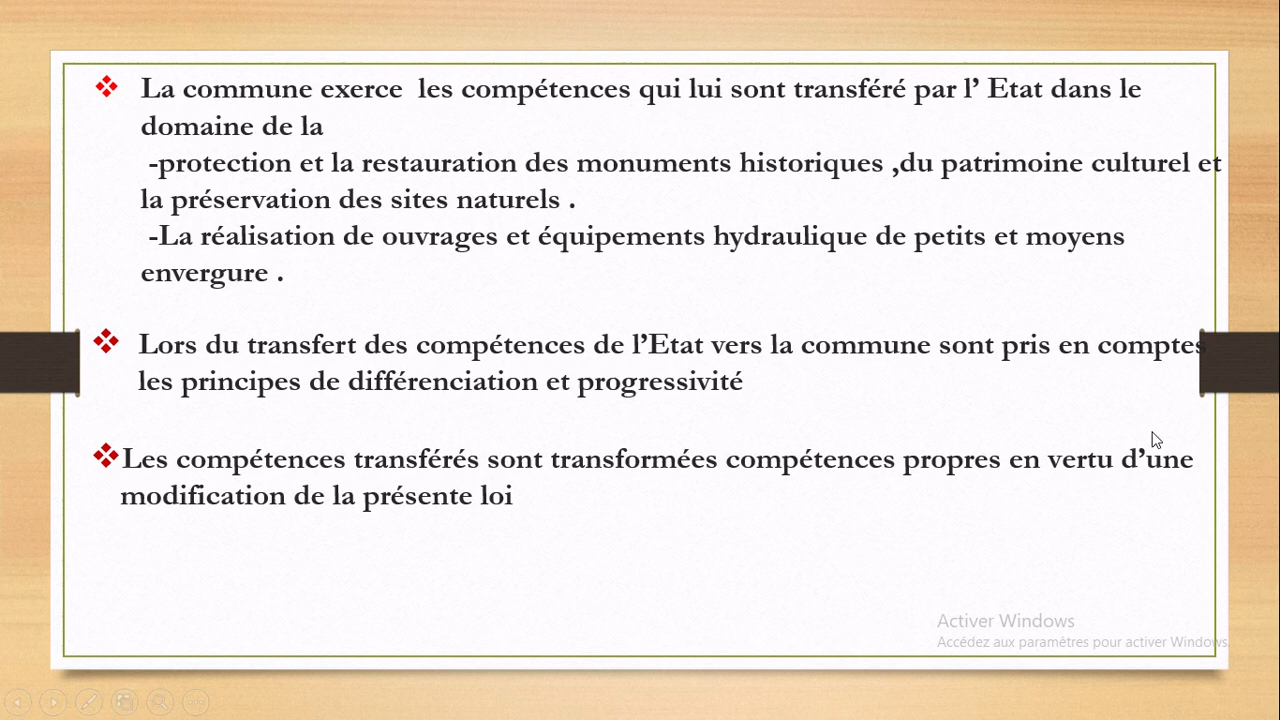 La commune exerce les compétences qui lui sont transféré par l’ Etat dans le
domaine de la
-protection et la restauration des monuments historiques ,du patrimoine culturel et
la préservation des sites naturels .
-La réalisation de ouvrages et équipements hydraulique de petits et moyens
envergure .
Lors du transfert des compétences de l’Etat vers la commune sont pris en comptes
les principes de différenciation et progressivité
Les compétences transférés sont transformées compétences propres en vertu d’une
modification de la présente loi
Activer Windows
Accédez aux paramètres pour activer Windows.